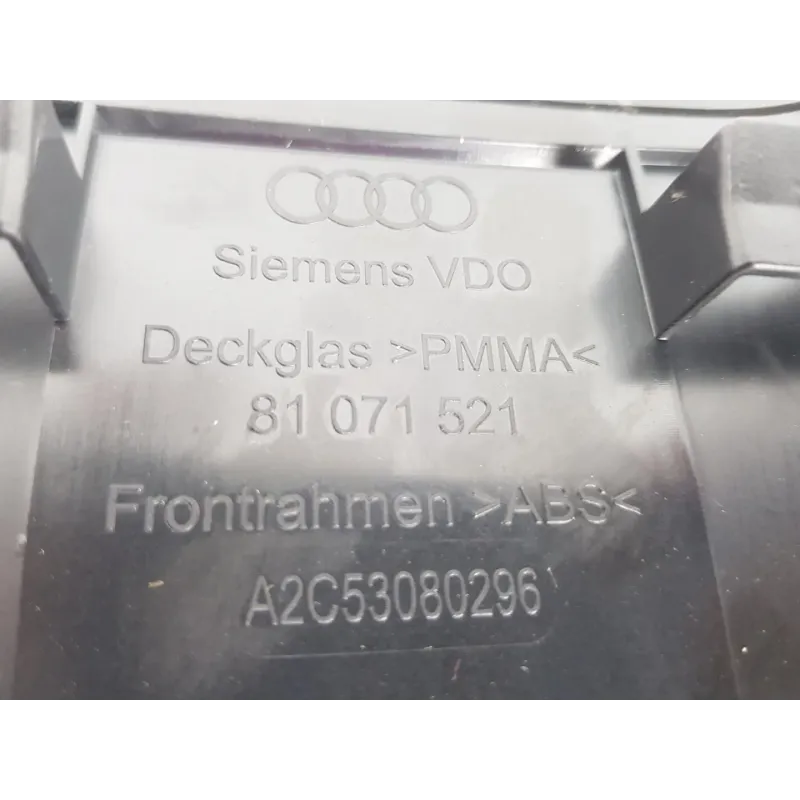 Siemens VDO
Deckglas >PMMA<
81 071 521
Frontrahmen >ABS<
A2C53080296